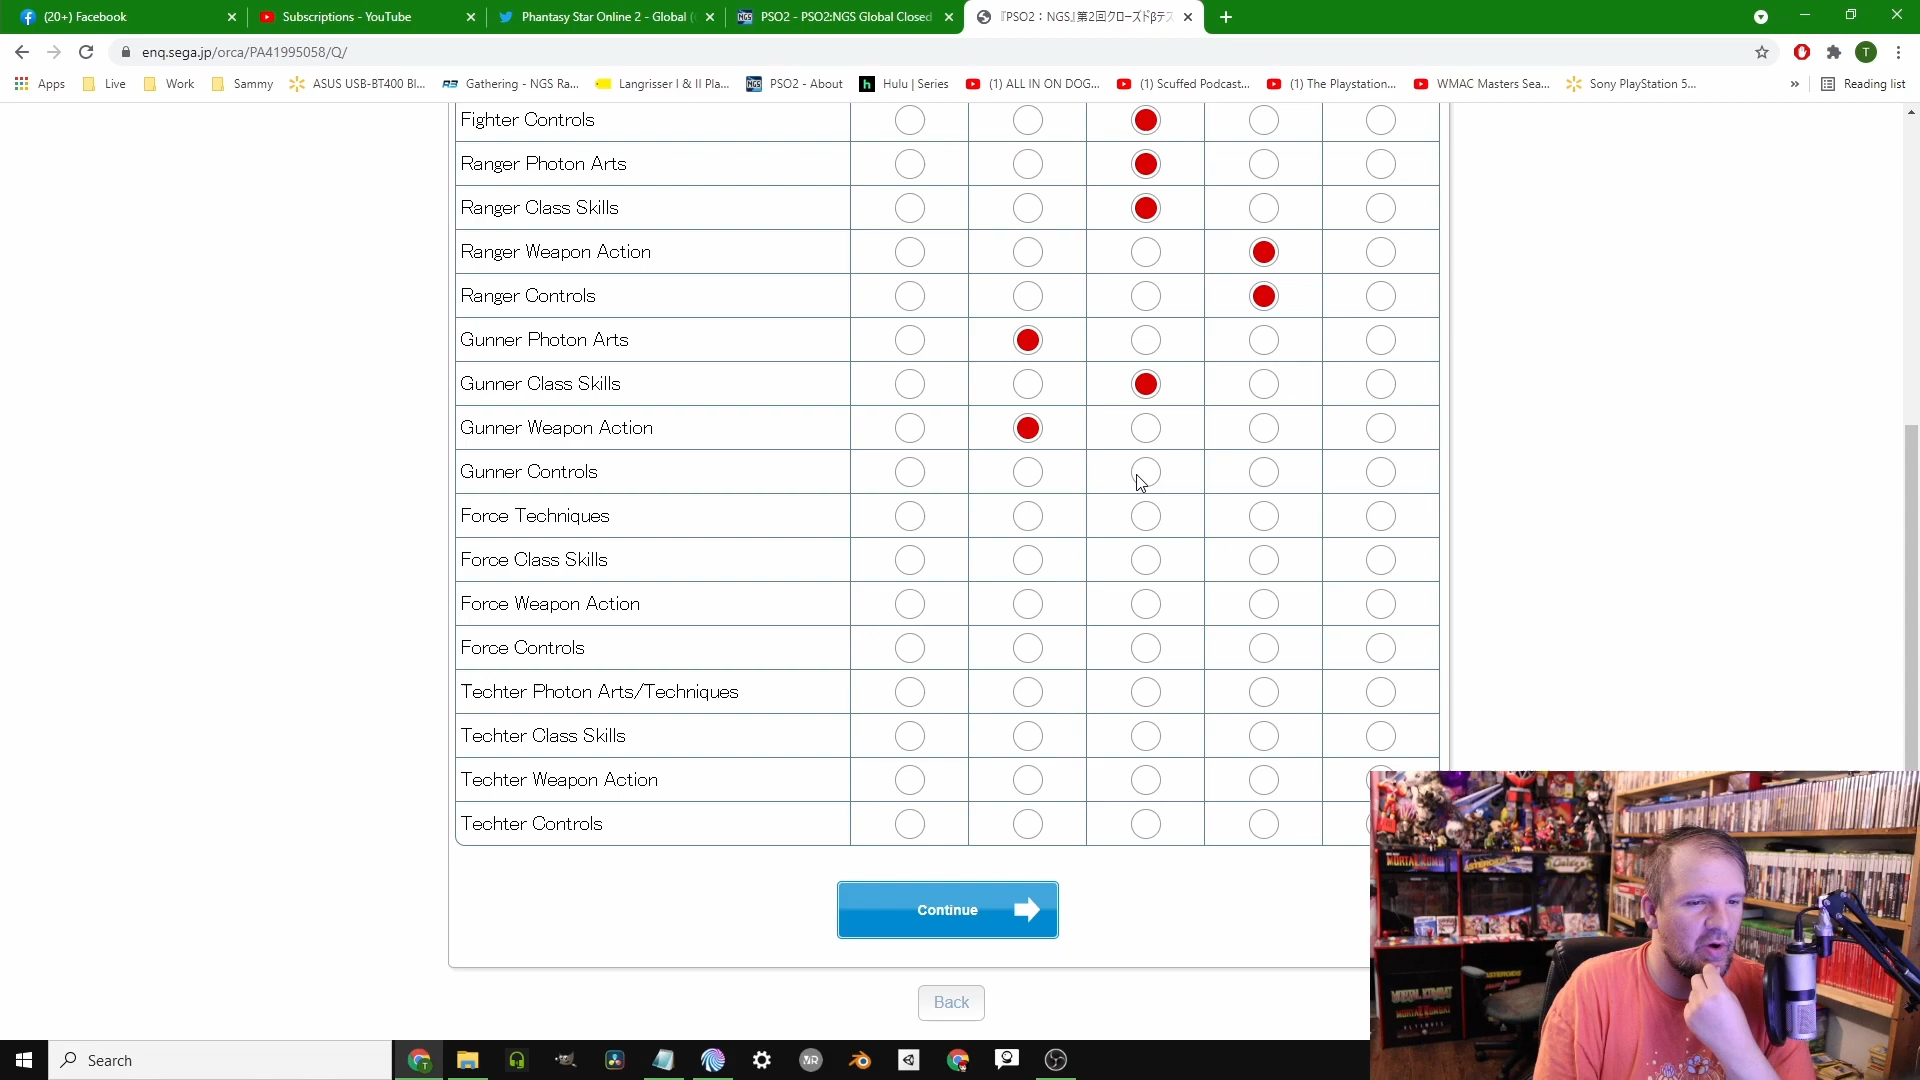 (20+) Facebook
Subscriptions - YouTube
Phantasy Star Online 2 - Global (
PSO2 - PSO2:NGS Global Closed
『PSO2：NGS』第2回クローズドβテス
enq.sega.jp/orca/PA41995058/Q/
T
Apps
Live
Work
Sammy
ASUS USB-BT400 Bl...
Gathering - NGS Ra...
Langrisser I & II Pla...
PSO2 - About
Hulu | Series
(1) ALL IN ON DOG...
(1) Scuffed Podcast...
(1) The Playstation...
WMAC Masters Sea...
Sony PlayStation 5...
»
Reading list
Fighter Controls
Ranger Photon Arts
Ranger Class Skills
Ranger Weapon Action
Ranger Controls
Gunner Photon Arts
Gunner Class Skills
Gunner Weapon Action
Gunner Controls
Force Techniques
Force Class Skills
Force Weapon Action
Force Controls
Techter Photon Arts/Techniques
Techter Class Skills
Techter Weapon Action
Techter Controls
Continue
Back
MORTAL KOMBAT
ASTEROIDS
MORTAL KOMBAT
Search